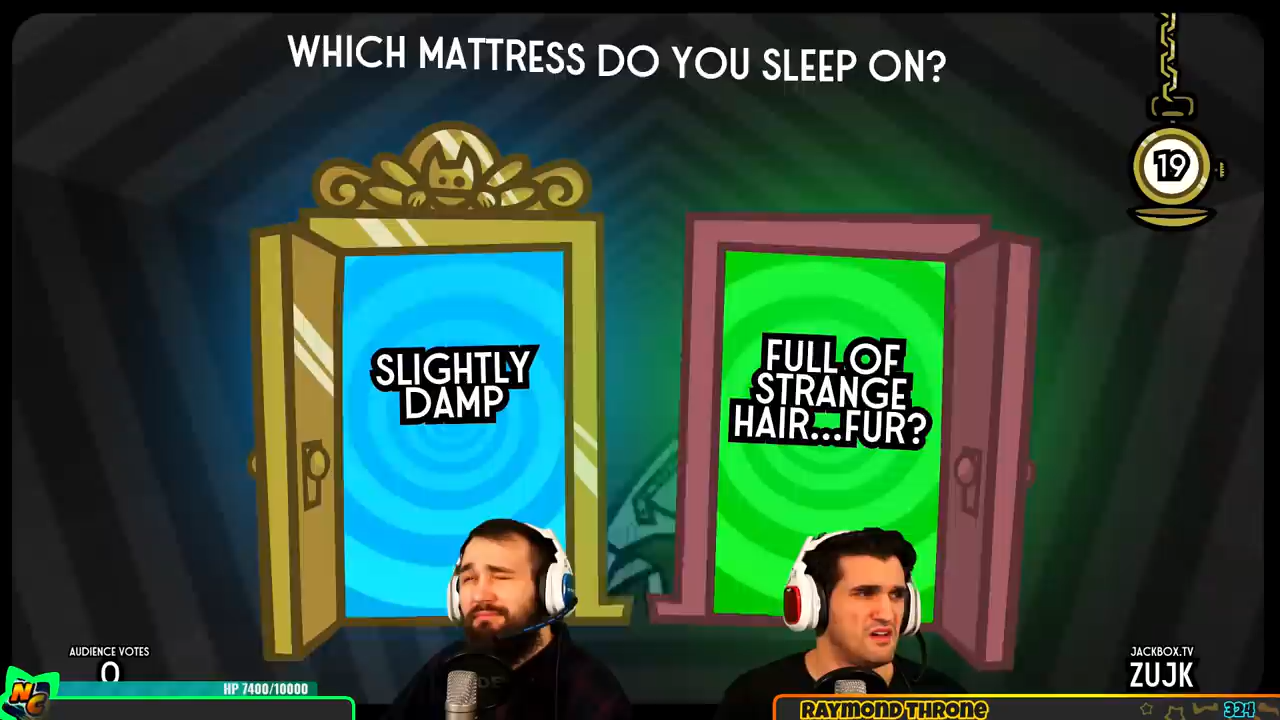 WHICH MATTRESS DO YOU SLEEP ON?
19
SLIGHTLY
DAMP
FULL OF
STRANGE
HAIR...FUR?
AUDIENCE VOTES
0
HP 7400/10000
NC
JACKBOX.TV
ZUJK
RAYMOND THRONE
324